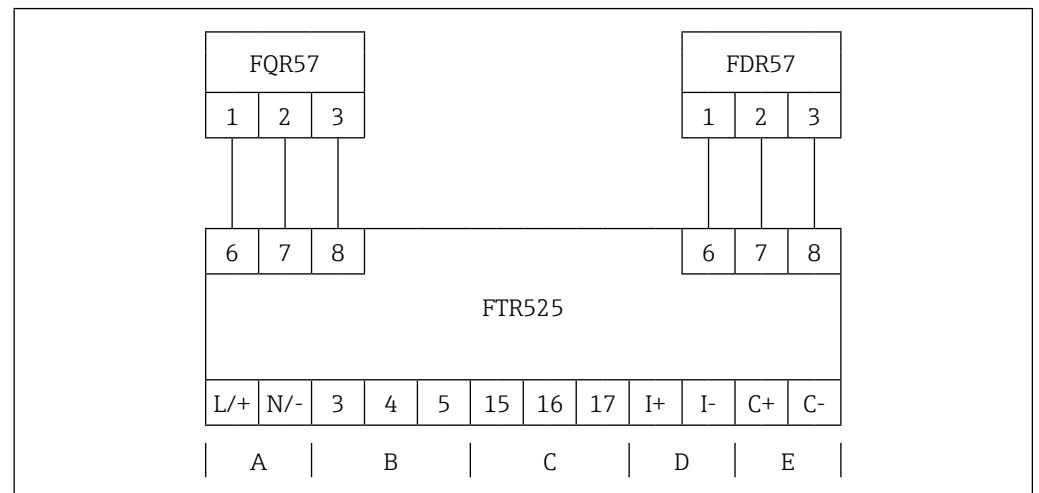 FQR57 FDR57
1 2 3 1 2 3
6 7 8 6 7 8
FTR525
L/+ N/- 3 4 5 15 16 17 I+ I- C+ C-
A B C D E